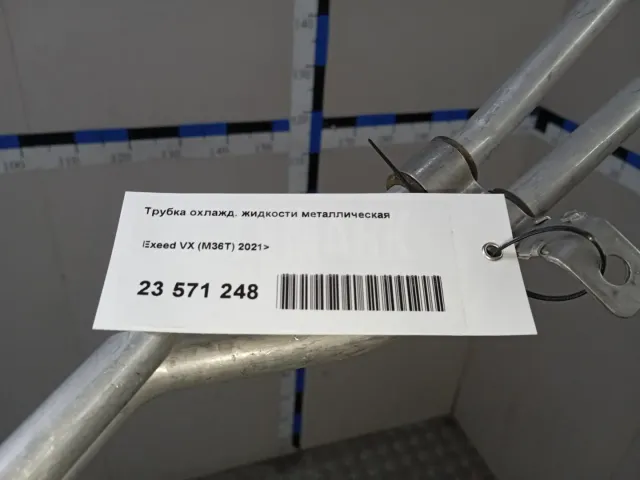 Трубка охлажд. жидкости металлическая
Exeed VX (M36T) 2021>
23 571 248